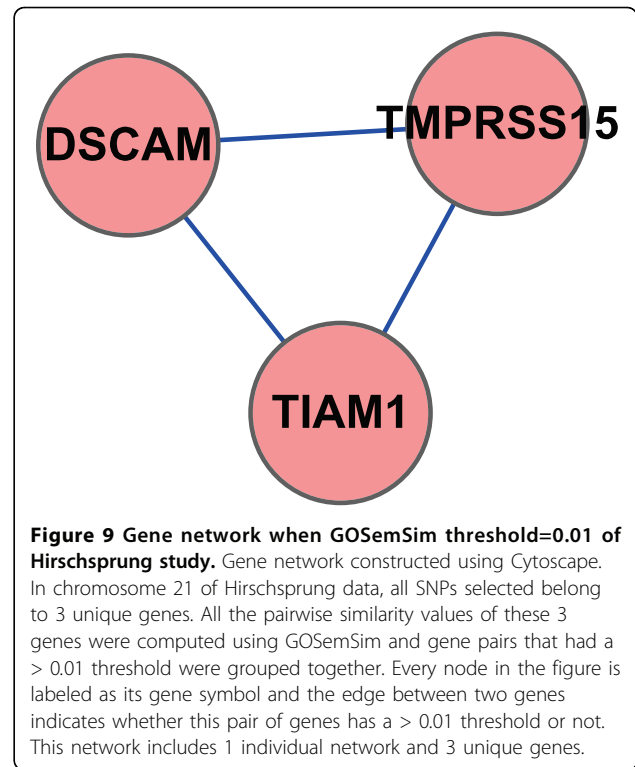 DSCAM
TMPRSS15
TIAM1
Figure 9 Gene network when GOSemSim threshold=0.01 of
Hirschsprung study. Gene network constructed using Cytoscape.
In chromosome 21 of Hirschsprung data, all SNPs selected belong
to 3 unique genes. All the pairwise similarity values of these 3
genes were computed using GOSemSim and gene pairs that had a
> 0.01 threshold were grouped together. Every node in the figure is
labeled as its gene symbol and the edge between two genes
indicates whether this pair of genes has a > 0.01 threshold or not.
This network includes 1 individual network and 3 unique genes.